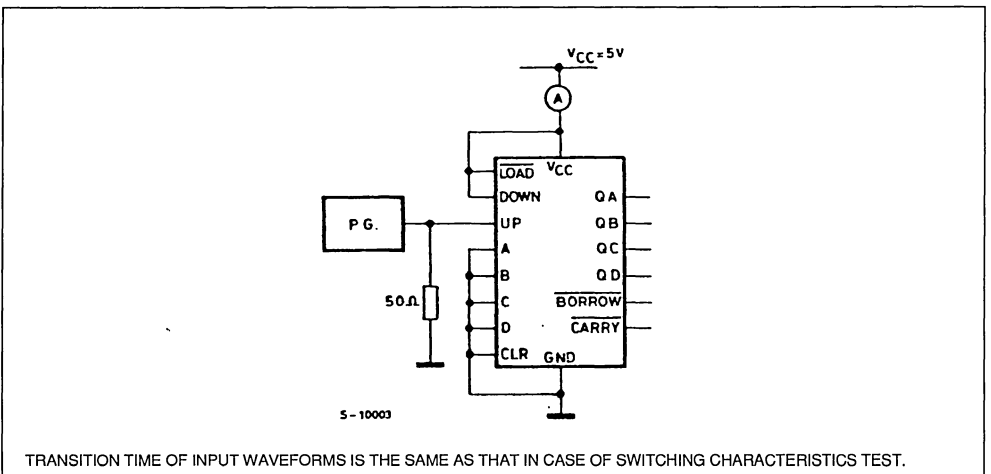 VCC=5V
A
LOAD VCC
DOWN QA
P G. UP QB
A QC
B QD
50Ω C BORROW
D CARRY
CLR GND
S-10003
TRANSITION TIME OF INPUT WAVEFORMS IS THE SAME AS THAT IN CASE OF SWITCHING CHARACTERISTICS TEST.